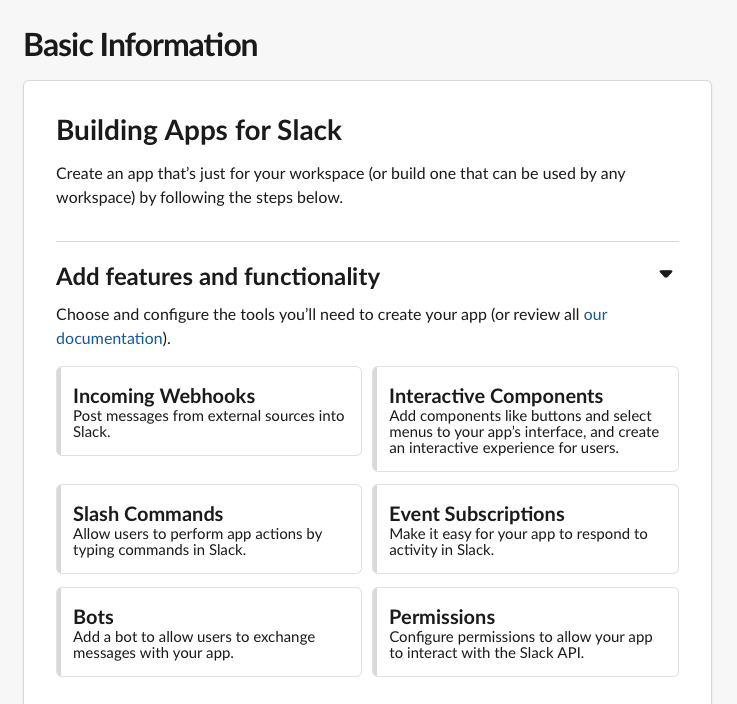 Basic Information
Building Apps for Slack
Create an app that's just for your workspace (or build one that can be used by any
workspace) by following the steps below.
Add features and functionality
Choose and configure the tools you'll need to create your app (or review all our
documentation).
Incoming Webhooks
Post messages from external sources into
Slack.
Interactive Components
Add components like buttons and select
menus to your app's interface, and create
an interactive experience for users.
Slash Commands
Allow users to perform app actions by
typing commands in Slack.
Event Subscriptions
Make it easy for your app to respond to
activity in Slack.
Bots
Add a bot to allow users to exchange
messages with your app.
Permissions
Configure permissions to allow your app
to interact with the Slack API.